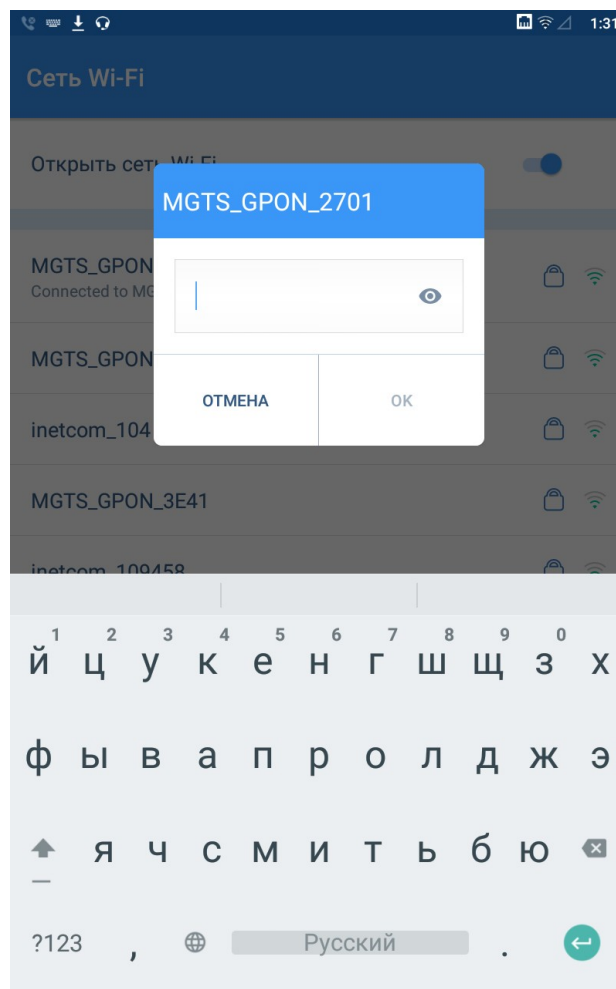 1:31
Сеть Wi-Fi
Открыть сеть Wi-Fi
MGTS_GPON_2701
MGTS_GPON
Connected to MG
MGTS_GPON
ОТМЕНА
OK
inetcom_104
MGTS_GPON_3E41
inetcom_109458
1 2 3 4 5 6 7 8 9 0
й ц у к е н г ш щ з х
ф ы в а п р о л д ж э
я ч с м и т ь б ю
?123 , Русский .